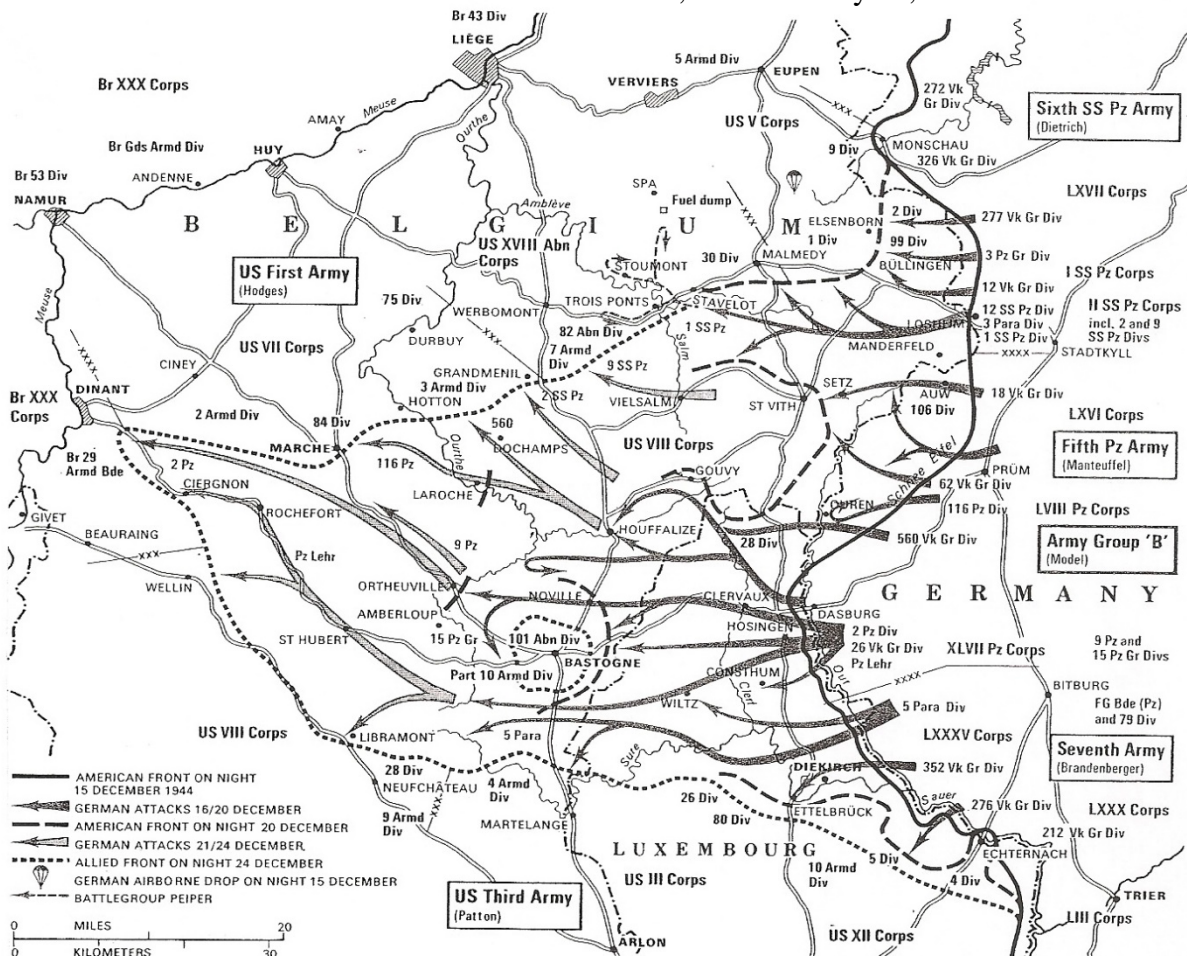 Br 43 Div
LIÈGE
Br XXX Corps
Meuse
AMAY
Ourthe
HUY
Br Gds Armd Div
ANDENNE
Br 53 Div
NAMUR
VERVIERS
5 Armd Div
EUPEN
272 Vk
Gr Div
Sixth SS Pz Army
(Dietrich)
xxx
US V Corps
9 Div
MONSCHAU
326 Vk Gr Div
LXVII Corps
SPA
Fuel dump
xxx
Amblève
B E L G I U M
ELSENBORN
2 Div
277 Vk Gr Div
1 Div
99 Div
US XVIII Abn
Corps
30 Div
MALMEDY
BÜLLINGEN
3 Pz Gr Div
I SS Pz Corps
US First Army
(Hodges)
STOUMONT
12 Vk Gr Div
75 Div
TROIS PONTS
STAVELOT
II SS Pz Corps
incl. 2 and 9
SS Pz Divs
WERBOMONT
LOSHEIM
12 SS Pz Div
3 Para Div
1 SS Pz Div
82 Abn Div
1 SS Pz
Meuse
xxxx
DURBUY
7 Armd
Div
Salm
MANDERFELD
xxxx
STADTKYLL
US VII Corps
CINEY
GRANDMENIL
9 SS Pz
DINANT
3 Armd Div
HOTTON
2 SS Pz
VIELSALM
SETZ
AUW
18 Vk Gr Div
Br XXX
Corps
2 Armd Div
84 Div
ST VITH
106 Div
LXVI Corps
560
DOCHAMPS
US VIII Corps
MARCHE
Ourthe
Fifth Pz Army
(Manteuffel)
Br 29
Armd Bde
2 Pz
116 Pz
GOUVY
Schnee Eifel
PRÜM
CIERGNON
LAROCHE
62 Vk Gr Div
OUREN
116 Pz Div
LVIII Pz Corps
GIVET
ROCHEFORT
HOUFFALIZE
28 Div
560 Vk Gr Div
Army Group 'B'
(Model)
BEAURAING
xxx
9 Pz
Pz Lehr
WELLIN
ORTHEUVILLE
NOVILLE
CLERVAUX
DASBURG
G E R M A N Y
AMBERLOUP
HOSINGEN
2 Pz Div
26 Vk Gr Div
Pz Lehr
ST HUBERT
15 Pz Gr
101 Abn Div
XLVII Pz Corps
9 Pz and
15 Pz Gr Divs
BASTOGNE
Part 10 Armd Div
CONSTHUM
Our
xxxx
Clerf
WILTZ
BITBURG
5 Para Div
FG Bde (Pz)
and 79 Div
US VIII Corps
LIBRAMONT
5 Para
LXXXV Corps
Seventh Army
(Brandenberger)
Sure
28 Div
NEUFCHÂTEAU
4 Armd
Div
DIEKIRCH
352 Vk Gr Div
xxxx
26 Div
Sauer
276 Vk Gr Div
LXXX Corps
9 Armd
Div
MARTELANGE
80 Div
ETTELBRÜCK
212 Vk Gr Div
ECHTERNACH
LUXEMBOURG
5 Div
10 Armd
Div
4 Div
US III Corps
TRIER
US Third Army
(Patton)
LIII Corps
ARLON
US XII Corps
AMERICAN FRONT ON NIGHT
15 DECEMBER 1944
GERMAN ATTACKS 16/20 DECEMBER
AMERICAN FRONT ON NIGHT 20 DECEMBER
GERMAN ATTACKS 21/24 DECEMBER.
ALLIED FRONT ON NIGHT 24 DECEMBER
GERMAN AIRBORNE DROP ON NIGHT 15 DECEMBER
BATTLEGROUP PEIPER
MILES
0 20
0 30
KILOMETERS